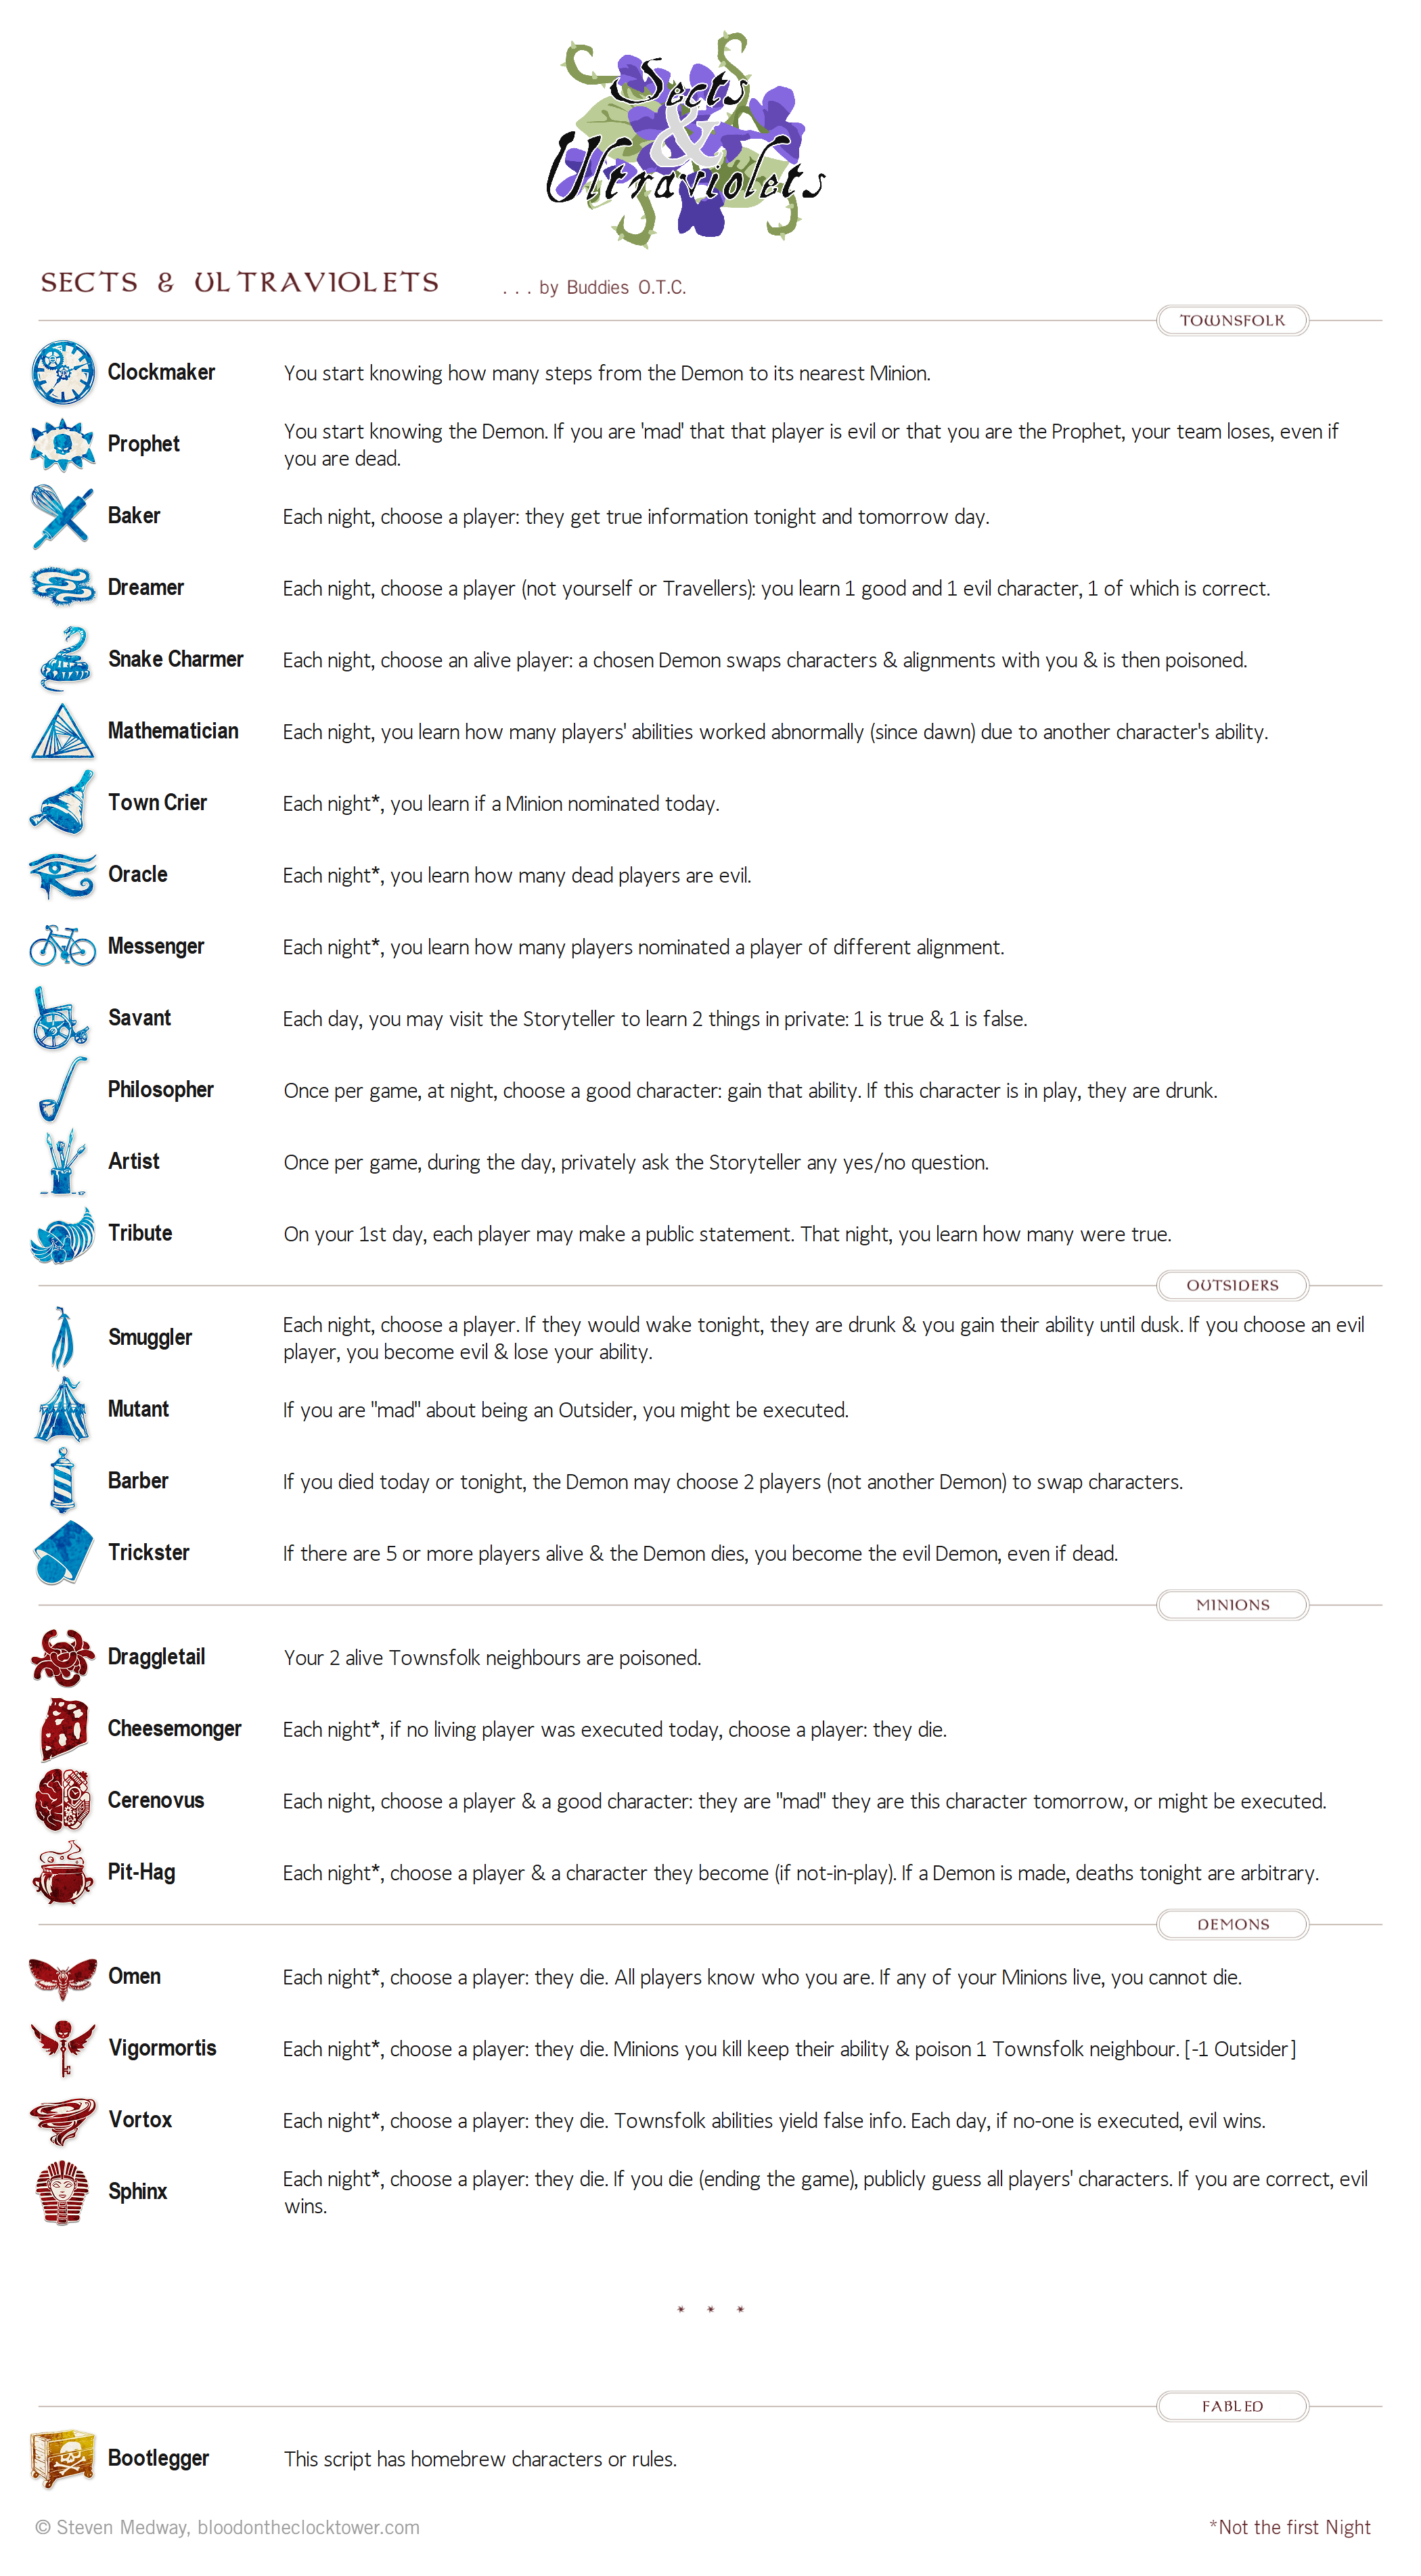 Sects
&
Ultraviolets
SECTS & ULTRAVIOLETS . . . by Buddies O.T.C.
TOWNSFOLK
Clockmaker You start knowing how many steps from the Demon to its nearest Minion.
Prophet You start knowing the Demon. If you are 'mad' that that player is evil or that you are the Prophet, your team loses, even if
you are dead.
Baker Each night, choose a player: they get true information tonight and tomorrow day.
Dreamer Each night, choose a player (not yourself or Travellers): you learn 1 good and 1 evil character, 1 of which is correct.
Snake Charmer Each night, choose an alive player: a chosen Demon swaps characters & alignments with you & is then poisoned.
Mathematician Each night, you learn how many players' abilities worked abnormally (since dawn) due to another character's ability.
Town Crier Each night*, you learn if a Minion nominated today.
Oracle Each night*, you learn how many dead players are evil.
Messenger Each night*, you learn how many players nominated a player of different alignment.
Savant Each day, you may visit the Storyteller to learn 2 things in private: 1 is true & 1 is false.
Philosopher Once per game, at night, choose a good character: gain that ability. If this character is in play, they are drunk.
Artist Once per game, during the day, privately ask the Storyteller any yes/no question.
Tribute On your 1st day, each player may make a public statement. That night, you learn how many were true.
OUTSIDERS
Smuggler Each night, choose a player. If they would wake tonight, they are drunk & you gain their ability until dusk. If you choose an evil
player, you become evil & lose your ability.
Mutant If you are "mad" about being an Outsider, you might be executed.
Barber If you died today or tonight, the Demon may choose 2 players (not another Demon) to swap characters.
Trickster If there are 5 or more players alive & the Demon dies, you become the evil Demon, even if dead.
MINIONS
Draggletail Your 2 alive Townsfolk neighbours are poisoned.
Cheesemonger Each night*, if no living player was executed today, choose a player: they die.
Cerenovus Each night, choose a player & a good character: they are "mad" they are this character tomorrow, or might be executed.
Pit-Hag Each night*, choose a player & a character they become (if not-in-play). If a Demon is made, deaths tonight are arbitrary.
DEMONS
Omen Each night*, choose a player: they die. All players know who you are. If any of your Minions live, you cannot die.
Vigormortis Each night*, choose a player: they die. Minions you kill keep their ability & poison 1 Townsfolk neighbour. [-1 Outsider]
Vortox Each night*, choose a player: they die. Townsfolk abilities yield false info. Each day, if no-one is executed, evil wins.
Sphinx Each night*, choose a player: they die. If you die (ending the game), publicly guess all players' characters. If you are correct, evil
wins.
* * *
FABLED
Bootlegger This script has homebrew characters or rules.
© Steven Medway, bloodontheclocktower.com *Not the first Night